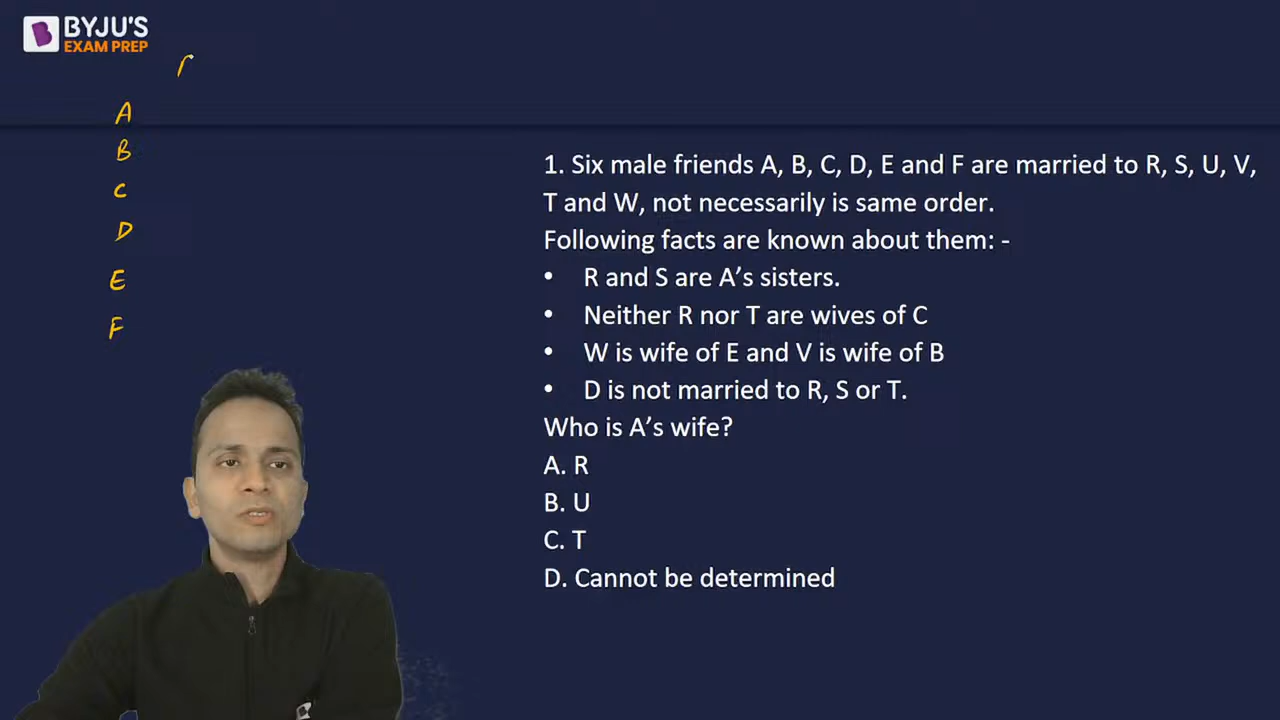 BYJU'S
EXAM PREP
A
B
C
D
E
F
1. Six male friends A, B, C, D, E and F are married to R, S, U, V,
T and W, not necessarily is same order.
Following facts are known about them: -
• R and S are A's sisters.
• Neither R nor T are wives of C
• W is wife of E and V is wife of B
• D is not married to R, S or T.
Who is A's wife?
A. R
B. U
C. T
D. Cannot be determined